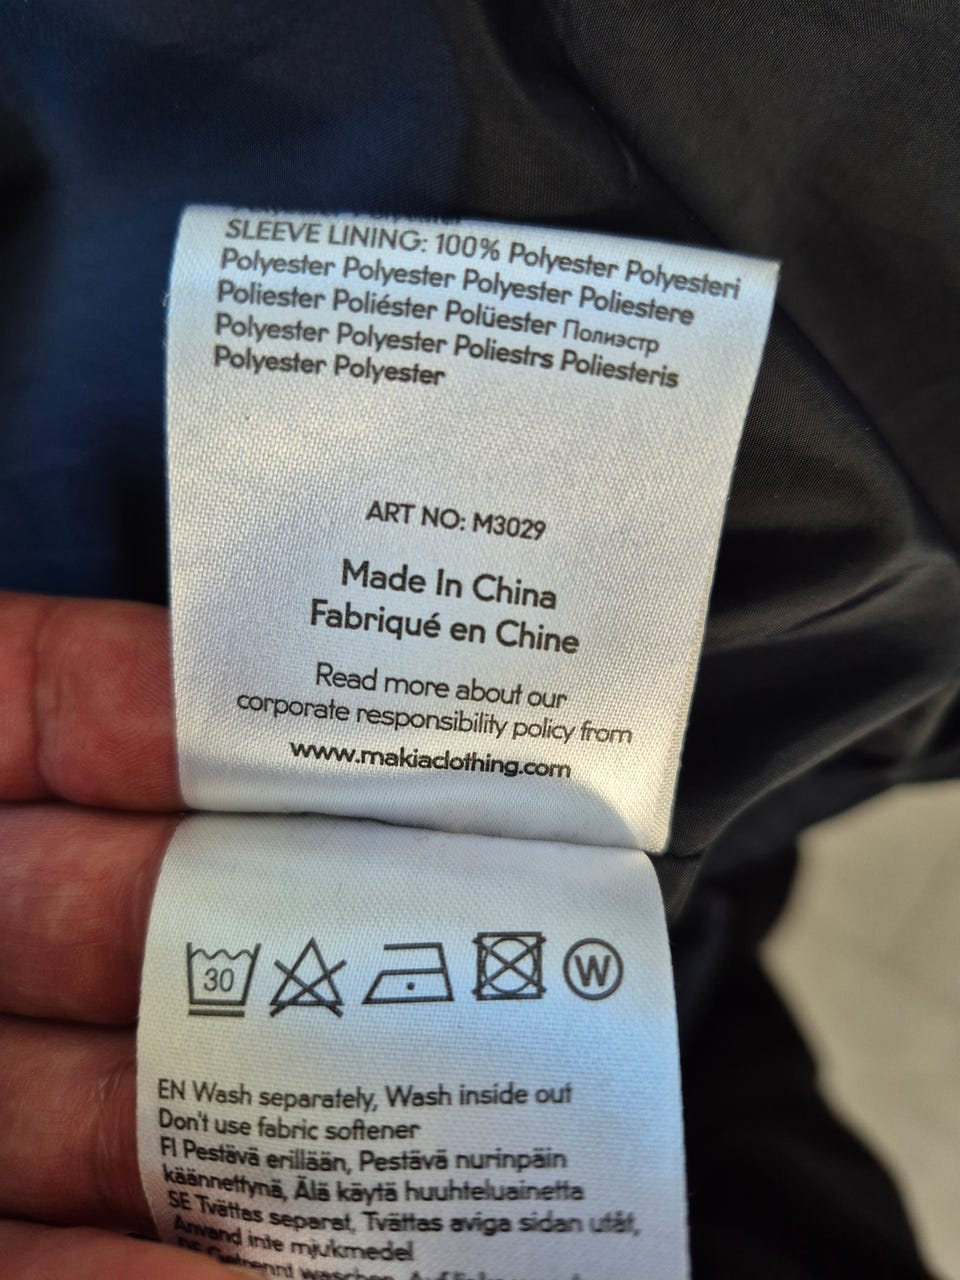 SLEEVE LINING: 100% Polyester Polyesteri
Polyester Polyester Polyester Poliestere
Poliester Poliéster Polüester Полиэстр
Polyester Polyester Poliestrs Poliesteris
Polyester Polyester
ART NO: M3029
Made In China
Fabriqué en Chine
Read more about our
corporate responsibility policy from
www.makiaclothing.com
30
W
EN Wash separately, Wash inside out
Don't use fabric softener
FI Pestävä erillään, Pestävä nurinpäin
käännettynä, Älä käytä huuhteluainetta
SE Tvättas separat, Tvättas aviga sidan utåt,
Använd inte mjukmedel
waschen